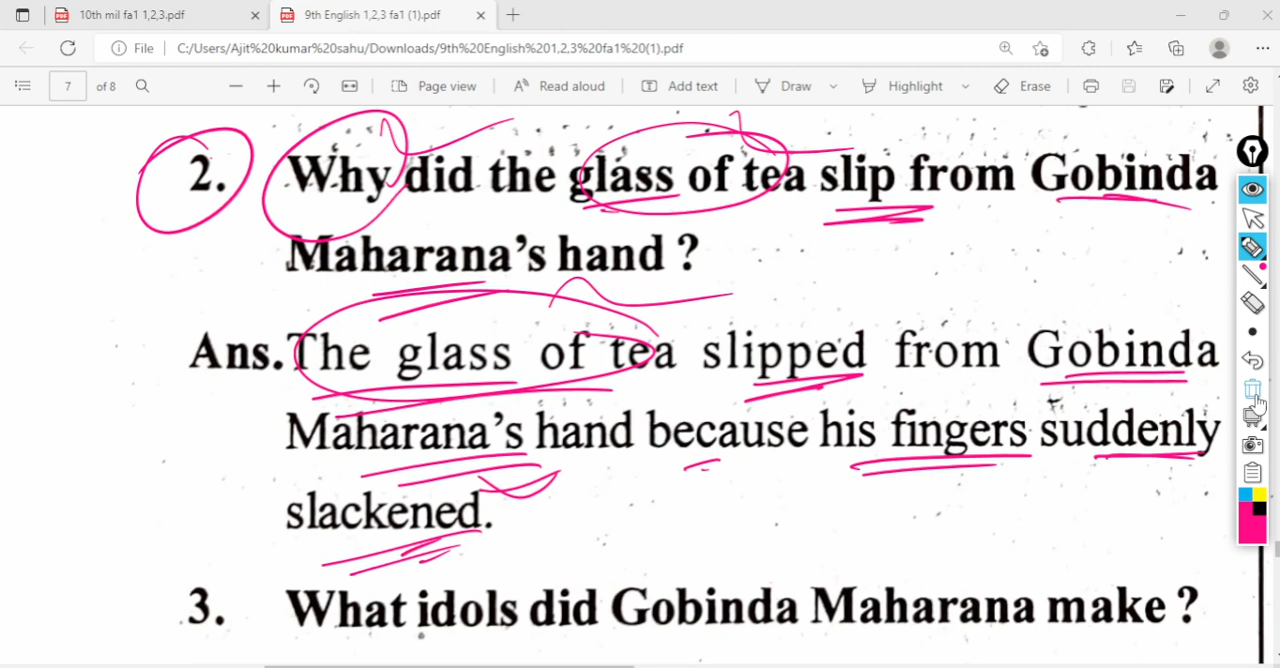 10th mil fa1 1,2,3.pdf
9th English 1,2,3 fa1 (1).pdf
File
C:/Users/Ajit%20kumar%20sahu/Downloads/9th%20English%201,2,3%20fa1%20(1).pdf
7 of 8
Page view
Read aloud
Add text
Draw
Highlight
Erase
2. Why did the glass of tea slip from Gobinda
Maharana's hand ?
Ans. The glass of tea slipped from Gobinda
Maharana's hand because his fingers suddenly
slackened.
3. What idols did Gobinda Maharana make ?